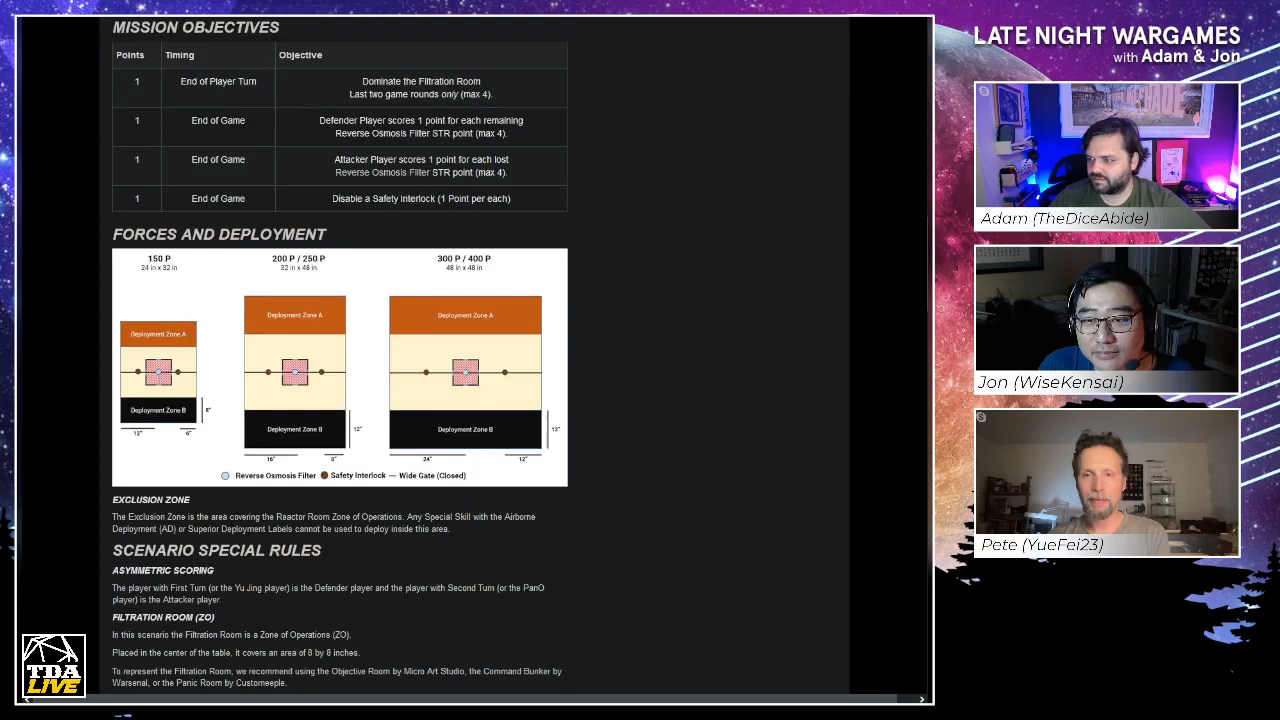 MISSION OBJECTIVES
Points Timing Objective
1 End of Player Turn Dominate the Filtration Room
Last two game rounds only (max 4).
1 End of Game Defender Player scores 1 point for each remaining
Reverse Osmosis Filter STR point (max 4).
1 End of Game Attacker Player scores 1 point for each lost
Reverse Osmosis Filter STR point (max 4).
1 End of Game Disable a Safety Interlock (1 Point per each)
FORCES AND DEPLOYMENT
150 P 200 P / 250 P 300 P / 400 P
24 in x 32 in 32 in x 48 in 48 in x 48 in
Deployment Zone A Deployment Zone A Deployment Zone A
Deployment Zone B Deployment Zone B Deployment Zone B
8" 12" 12"
12" 6" 16" 8" 24" 12"
Reverse Osmosis Filter Safety Interlock Wide Gate (Closed)
EXCLUSION ZONE
The Exclusion Zone is the area covering the Reactor Room Zone of Operations. Any Special Skill with the Airborne
Deployment (AD) or Superior Deployment Labels cannot be used to deploy inside this area.
SCENARIO SPECIAL RULES
ASYMMETRIC SCORING
The player with First Turn (or the Yu Jing player) is the Defender player and the player with Second Turn (or the PanO
player) is the Attacker player.
FILTRATION ROOM (ZO)
In this scenario the Filtration Room is a Zone of Operations (ZO).
Placed in the center of the table, it covers an area of 8 by 8 inches.
To represent the Filtration Room, we recommend using the Objective Room by Micro Art Studio, the Command Bunker by
Warsenal, or the Panic Room by Customeeple.
LATE NIGHT WARGAMES
with Adam & Jon
Adam (TheDiceAbide)
Jon (WiseKensai)
Pete (YueFei23)
TDA
LIVE